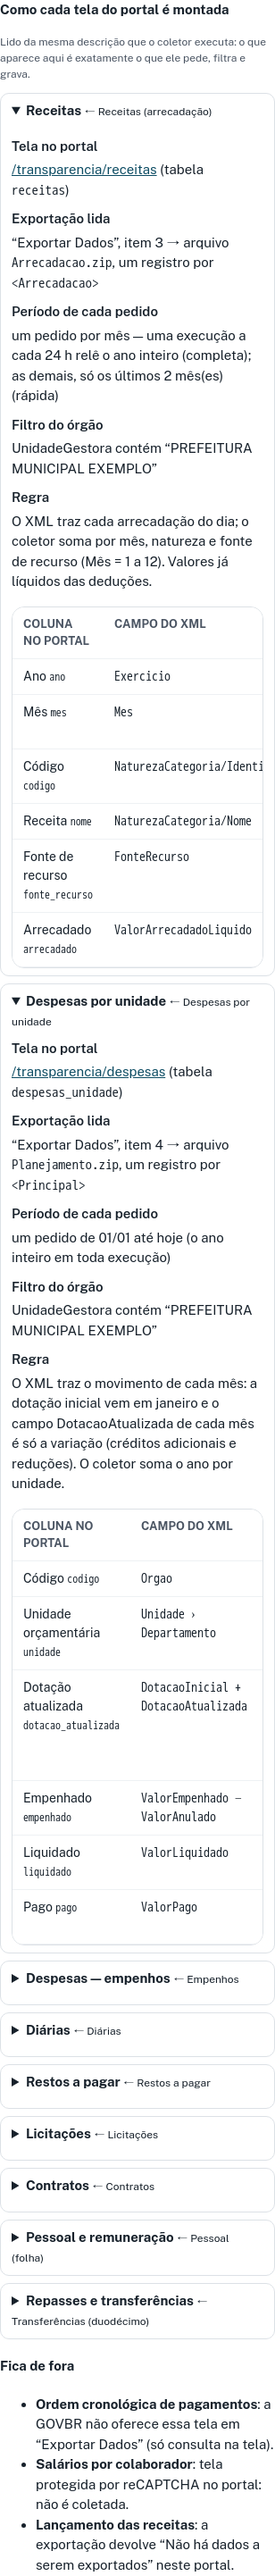 Como cada tela do portal é montada
Lido da mesma descrição que o coletor executa: o que
aparece aqui é exatamente o que ele pede, filtra e
grava.
▼ Receitas ← Receitas (arrecadação)
Tela no portal
/transparencia/receitas (tabela
receitas)
Exportação lida
“Exportar Dados”, item 3 → arquivo
Arrecadacao.zip, um registro por
<Arrecadacao>
Período de cada pedido
um pedido por mês — uma execução a
cada 24 h relê o ano inteiro (completa);
as demais, só os últimos 2 mês(es)
(rápida)
Filtro do órgão
UnidadeGestora contém “PREFEITURA
MUNICIPAL EXEMPLO”
Regra
O XML traz cada arrecadação do dia; o
coletor soma por mês, natureza e fonte
de recurso (Mês = 1 a 12). Valores já
líquidos das deduções.
COLUNA NO PORTAL CAMPO DO XML
Ano ano Exercicio
Mês mes Mes
Código codigo NaturezaCategoria/Identi
Receita nome NaturezaCategoria/Nome
Fonte de recurso fonte_recurso FonteRecurso
Arrecadado arrecadado ValorArrecadadoLiquido
▼ Despesas por unidade ← Despesas por
unidade
Tela no portal
/transparencia/despesas (tabela
despesas_unidade)
Exportação lida
“Exportar Dados”, item 4 → arquivo
Planejamento.zip, um registro por
<Principal>
Período de cada pedido
um pedido de 01/01 até hoje (o ano
inteiro em toda execução)
Filtro do órgão
UnidadeGestora contém “PREFEITURA
MUNICIPAL EXEMPLO”
Regra
O XML traz o movimento de cada mês: a
dotação inicial vem em janeiro e o
campo DotacaoAtualizada de cada mês
é só a variação (créditos adicionais e
reduções). O coletor soma o ano por
unidade.
COLUNA NO PORTAL CAMPO DO XML
Código codigo Orgao
Unidade orçamentária unidade Unidade › Departamento
Dotação atualizada dotacao_atualizada DotacaoInicial + DotacaoAtualizada
Empenhado empenhado ValorEmpenhado − ValorAnulado
Liquidado liquidado ValorLiquidado
Pago pago ValorPago
▶ Despesas — empenhos ← Empenhos
▶ Diárias ← Diárias
▶ Restos a pagar ← Restos a pagar
▶ Licitações ← Licitações
▶ Contratos ← Contratos
▶ Pessoal e remuneração ← Pessoal
(folha)
▶ Repasses e transferências ←
Transferências (duodécimo)
Fica de fora
• Ordem cronológica de pagamentos: a
GOVBR não oferece essa tela em
“Exportar Dados” (só consulta na tela).
• Salários por colaborador: tela
protegida por reCAPTCHA no portal:
não é coletada.
• Lançamento das receitas: a
exportação devolve “Não há dados a
serem exportados” neste portal.